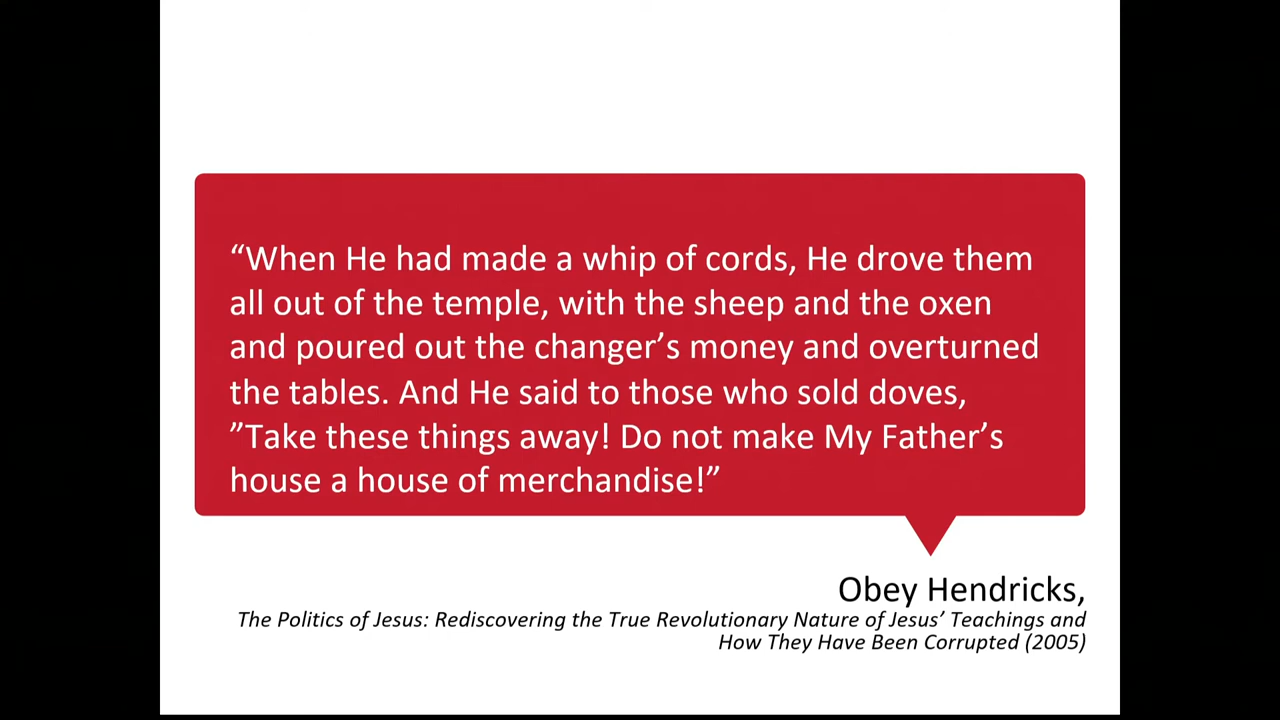 “When He had made a whip of cords, He drove them
all out of the temple, with the sheep and the oxen
and poured out the changer’s money and overturned
the tables. And He said to those who sold doves,
”Take these things away! Do not make My Father’s
house a house of merchandise!”
Obey Hendricks,
The Politics of Jesus: Rediscovering the True Revolutionary Nature of Jesus’ Teachings and
How They Have Been Corrupted (2005)